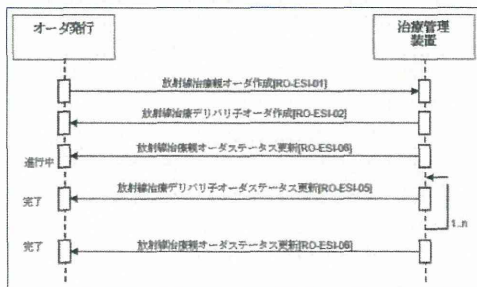 オーダ発行
治療管理
装置
放射線治療親オーダ作成[RO-ESI-01]
放射線治療デリバリ子オーダ作成[RO-ESI-02]
放射線治療親オーダステータス更新[RO-ESI-06]
進行中
放射線治療デリバリ子オーダステータス更新[RO-ESI-05]
完了
1..n
放射線治療親オーダステータス更新[RO-ESI-06]
完了